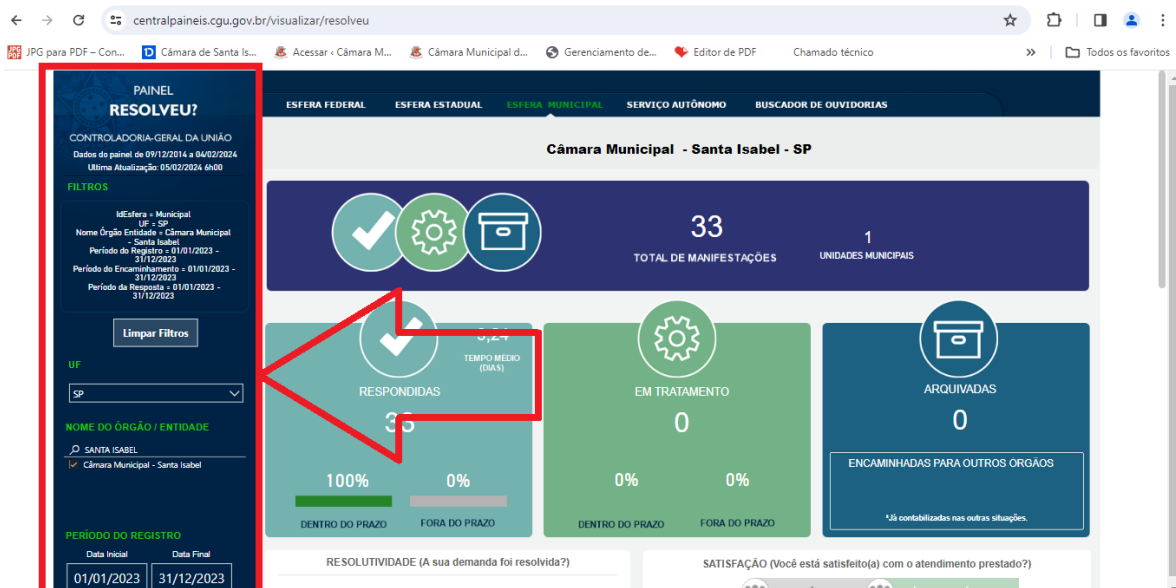 centralpaineis.cgu.gov.br/visualizar/resolveu
JPG para PDF – Con...
Câmara de Santa Is...
Acessar ‹ Câmara M...
Câmara Municipal d...
Gerenciamento de...
Editor de PDF
Chamado técnico
Todos os favoritos
PAINEL
RESOLVEU?
CONTROLADORIA-GERAL DA UNIÃO
Dados do painel de 09/12/2014 a 04/02/2024
Ultima Atualização: 05/02/2024 6h00
FILTROS
IdEsfera = Municipal
UF = SP
Nome Órgão Entidade = Câmara Municipal
- Santa Isabel
Período do Registro = 01/01/2023 -
31/12/2023
Período do Encaminhamento = 01/01/2023 -
31/12/2023
Período da Resposta = 01/01/2023 -
31/12/2023
Limpar Filtros
UF
SP
NOME DO ÓRGÃO / ENTIDADE
SANTA ISABEL
Câmara Municipal - Santa Isabel
PERÍODO DO REGISTRO
Data Inicial Data Final
01/01/2023 31/12/2023
ESFERA FEDERAL ESFERA ESTADUAL ESFERA MUNICIPAL SERVIÇO AUTÔNOMO BUSCADOR DE OUVIDORIAS
Câmara Municipal - Santa Isabel - SP
33
TOTAL DE MANIFESTAÇÕES
1
UNIDADES MUNICIPAIS
TEMPO MÉDIO
(DIAS)
RESPONDIDAS
33
100% 0%
DENTRO DO PRAZO FORA DO PRAZO
EM TRATAMENTO
0
0% 0%
DENTRO DO PRAZO FORA DO PRAZO
ARQUIVADAS
0
ENCAMINHADAS PARA OUTROS ÓRGÃOS
*Já contabilizadas nas outras situações.
RESOLUTIVIDADE (A sua demanda foi resolvida?)
SATISFAÇÃO (Você está satisfeito(a) com o atendimento prestado?)